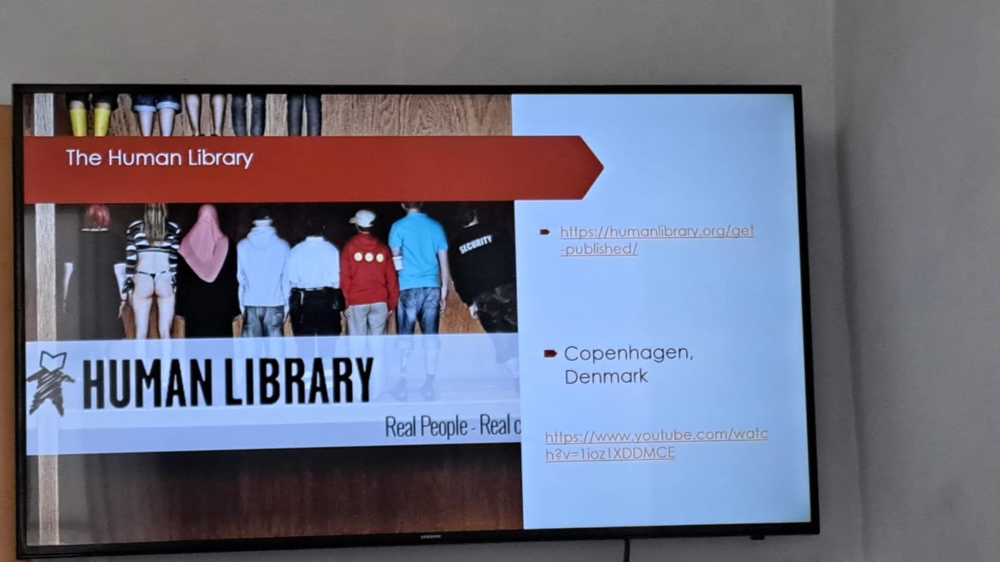 The Human Library
SECURITY
HUMAN LIBRARY
Real People - Real c
https://humanlibrary.org/get
-published/
Copenhagen,
Denmark
https://www.youtube.com/watc
h?v=1ioz1XDDMCE
SAMSUNG